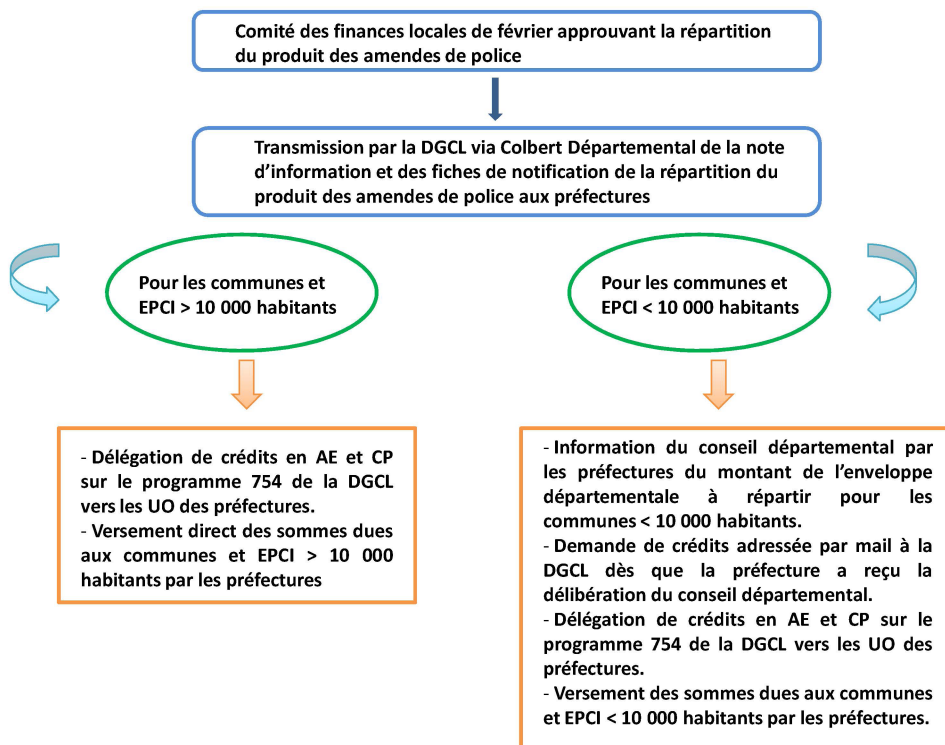 Comité des finances locales de février approuvant la répartition
du produit des amendes de police
Transmission par la DGCL via Colbert Départemental de la note
d’information et des fiches de notification de la répartition du
produit des amendes de police aux préfectures
Pour les communes et
EPCI > 10 000 habitants
Pour les communes et
EPCI < 10 000 habitants
- Délégation de crédits en AE et CP
sur le programme 754 de la DGCL
vers les UO des préfectures.
- Versement direct des sommes dues
aux communes et EPCI > 10 000
habitants par les préfectures
- Information du conseil départemental par
les préfectures du montant de l’enveloppe
départementale à répartir pour les
communes < 10 000 habitants.
- Demande de crédits adressée par mail à la
DGCL dès que la préfecture a reçu la
délibération du conseil départemental.
- Délégation de crédits en AE et CP sur le
programme 754 de la DGCL vers les UO des
préfectures.
- Versement des sommes dues aux communes
et EPCI < 10 000 habitants par les préfectures.